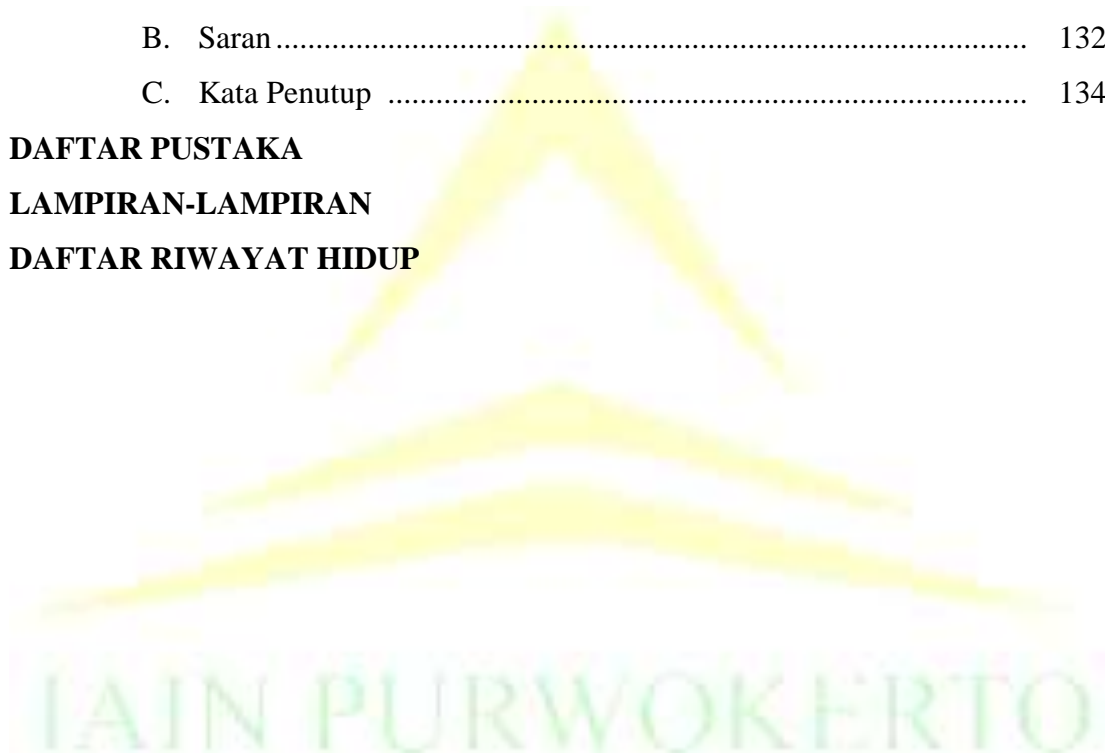 B. Saran .............................................................................................. 132
C. Kata Penutup ................................................................................ 134
DAFTAR PUSTAKA
LAMPIRAN-LAMPIRAN
DAFTAR RIWAYAT HIDUP
IAIN PURWOKERTO